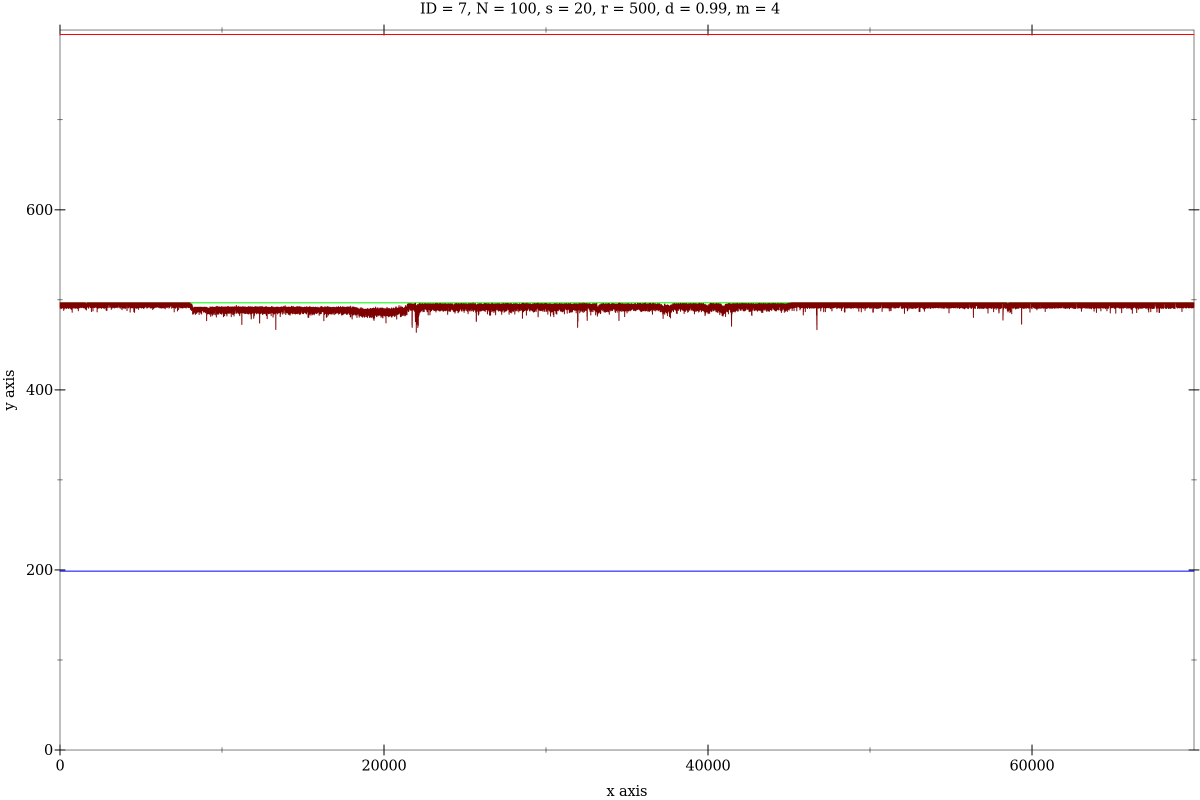 ID = 7, N = 100, s = 20, r = 500, d = 0.99, m = 4
600
400
200
0
y axis
0 20000 40000 60000
x axis